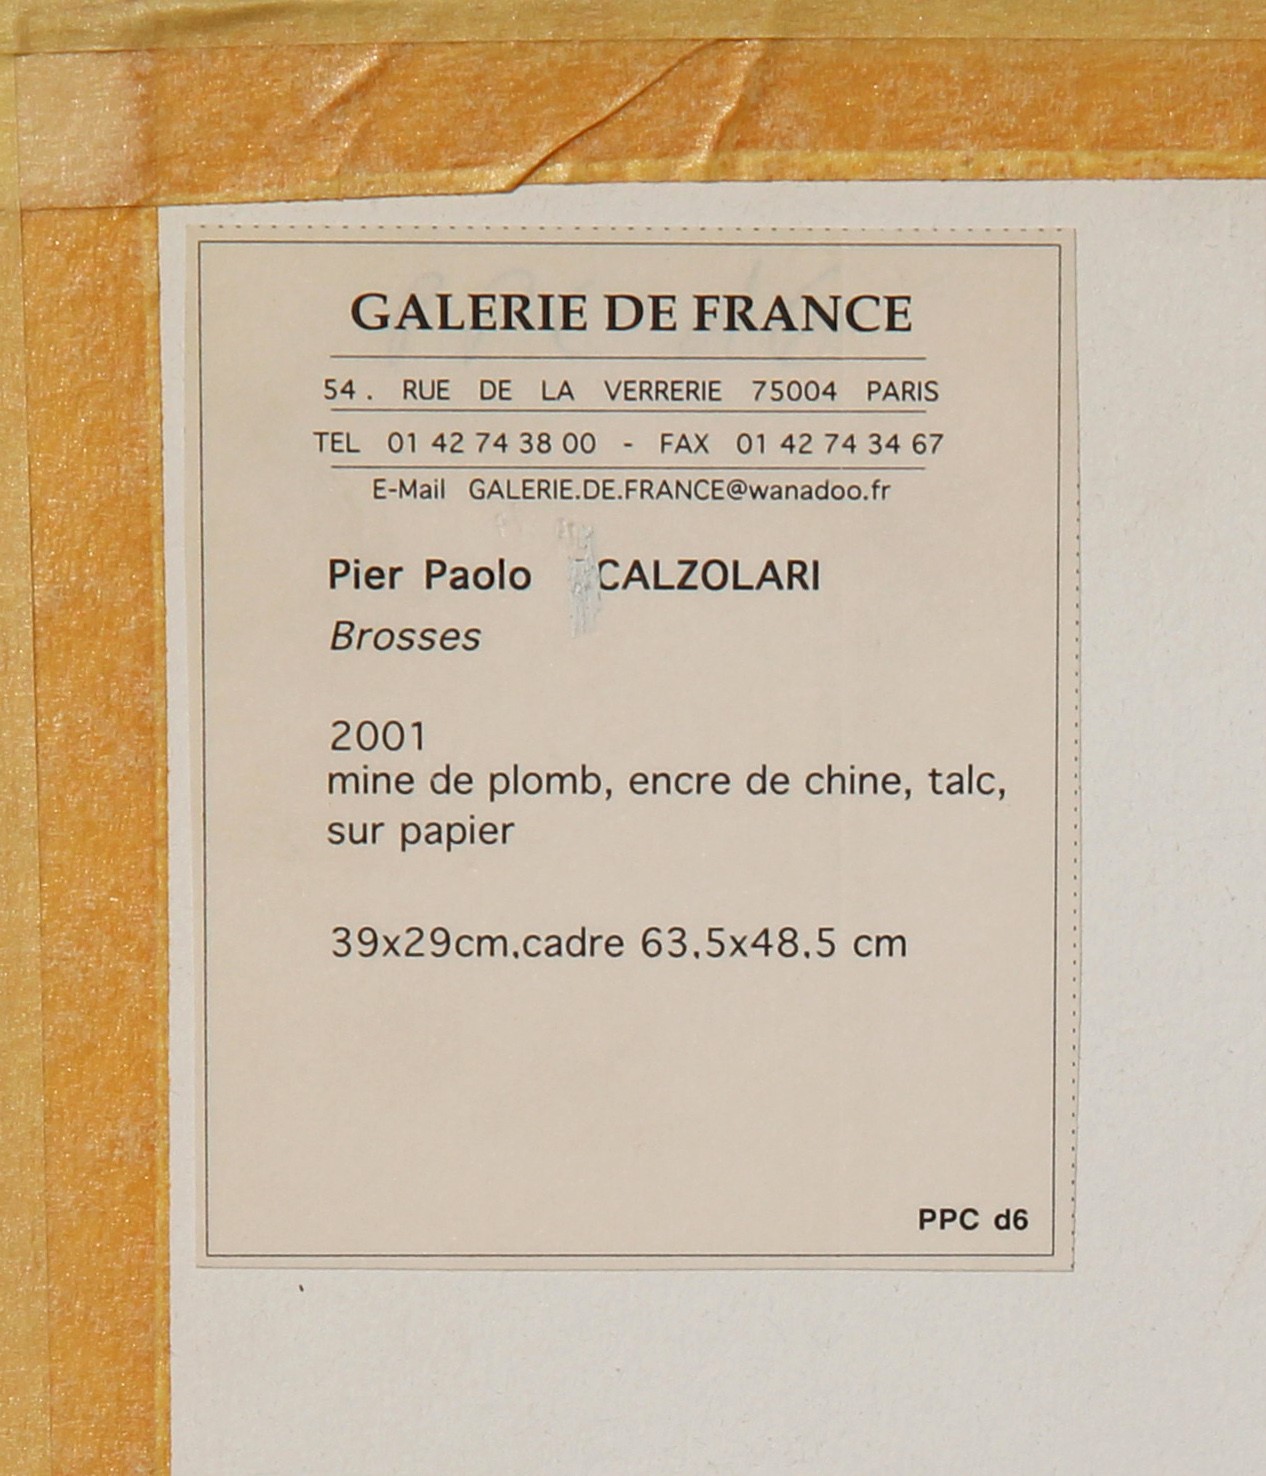 GALERIE DE FRANCE
54. RUE DE LA VERRERIE 75004 PARIS
TEL 01 42 74 38 00 - FAX 01 42 74 34 67
E-Mail GALERIE.DE.FRANCE@wanadoo.fr
Pier Paolo CALZOLARI
Brosses
2001
mine de plomb, encre de chine, talc,
sur papier
39x29cm,cadre 63,5x48,5 cm
PPC d6